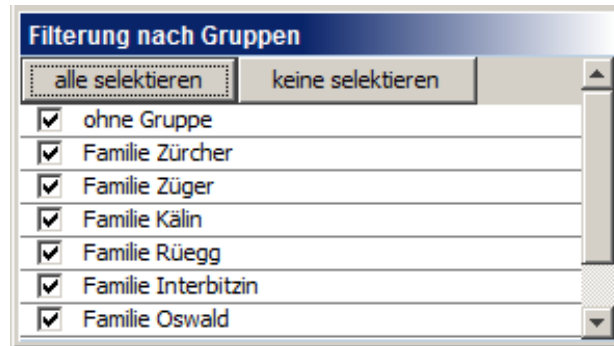 Filterung nach Gruppen
alle selektieren keine selektieren
ohne Gruppe
Familie Zürcher
Familie Züger
Familie Kälin
Familie Rüegg
Familie Interbitzin
Familie Oswald